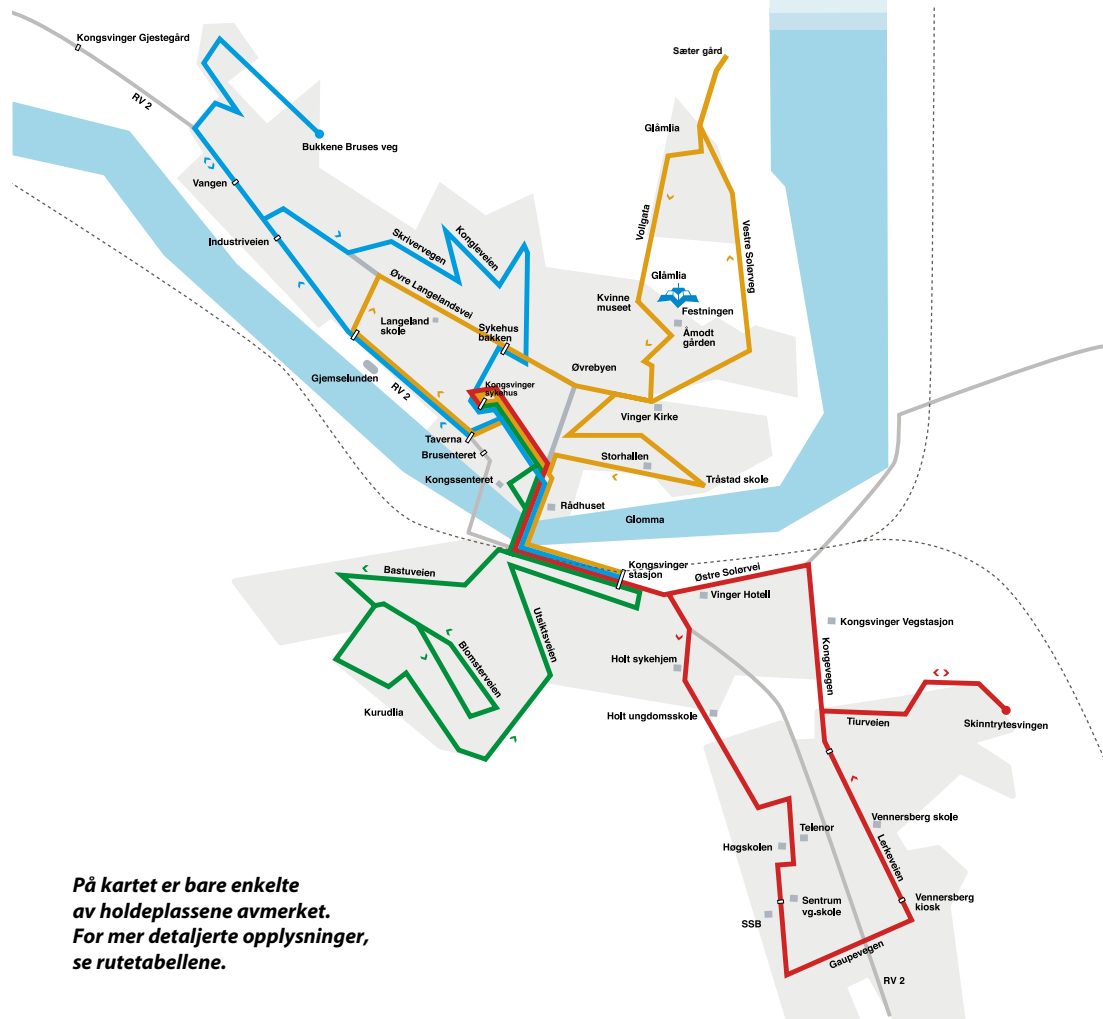 Kongsvinger Gjestegård
RV 2
Sæter gård
Bukkene Bruses veg
Glåmlia
Vangen
Vollgata
Vestre Solørveg
Industriveien
Skrivervegen
Kongleveien
Øvre Langelandsvei
Glåmlia
Kvinne
museet
Festningen
Langeland
skole
Sykehus
bakken
Åmodt
gården
Gjemselunden
RV 2
Øvrebyen
Kongsvinger
sykehus
Vinger Kirke
Taverna
Brusenteret
Storhallen
Kongssenteret
Tråstad skole
Rådhuset
Glomma
Kongsvinger
stasjon
Bastuveien
Østre Solørvei
Vinger Hotell
Utsiktsveien
Kongsvinger Vegstasjon
Blomsterveien
Holt sykehjem
Kongevegen
Kurudlia
Holt ungdomsskole
Tiurveien
Skinntrytesvingen
Vennersberg skole
Telenor
Høgskolen
Lerkeveien
Sentrum
vg.skole
Vennersberg
kiosk
SSB
Gaupevegen
RV 2
På kartet er bare enkelte
av holdeplassene avmerket.
For mer detaljerte opplysninger,
se rutetabellene.